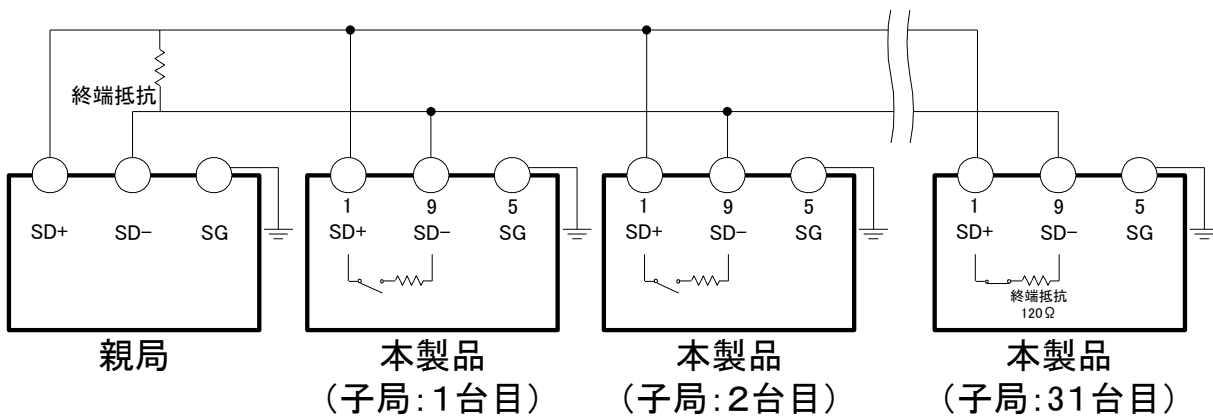 終端抵抗
SD+ SD- SG
1 9 5
SD+ SD- SG
1 9 5
SD+ SD- SG
1 9 5
SD+ SD- SG
終端抵抗
120Ω
親局
本製品
(子局:1台目)
本製品
(子局:2台目)
本製品
(子局:31台目)